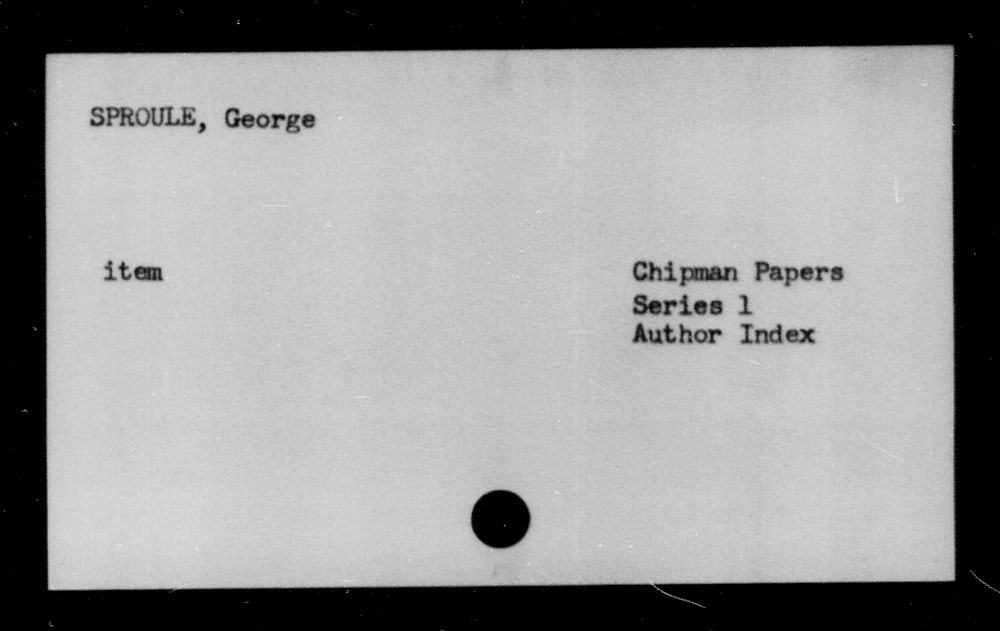 SPROULE, George
item
Chipman Papers
Series 1
Author Index